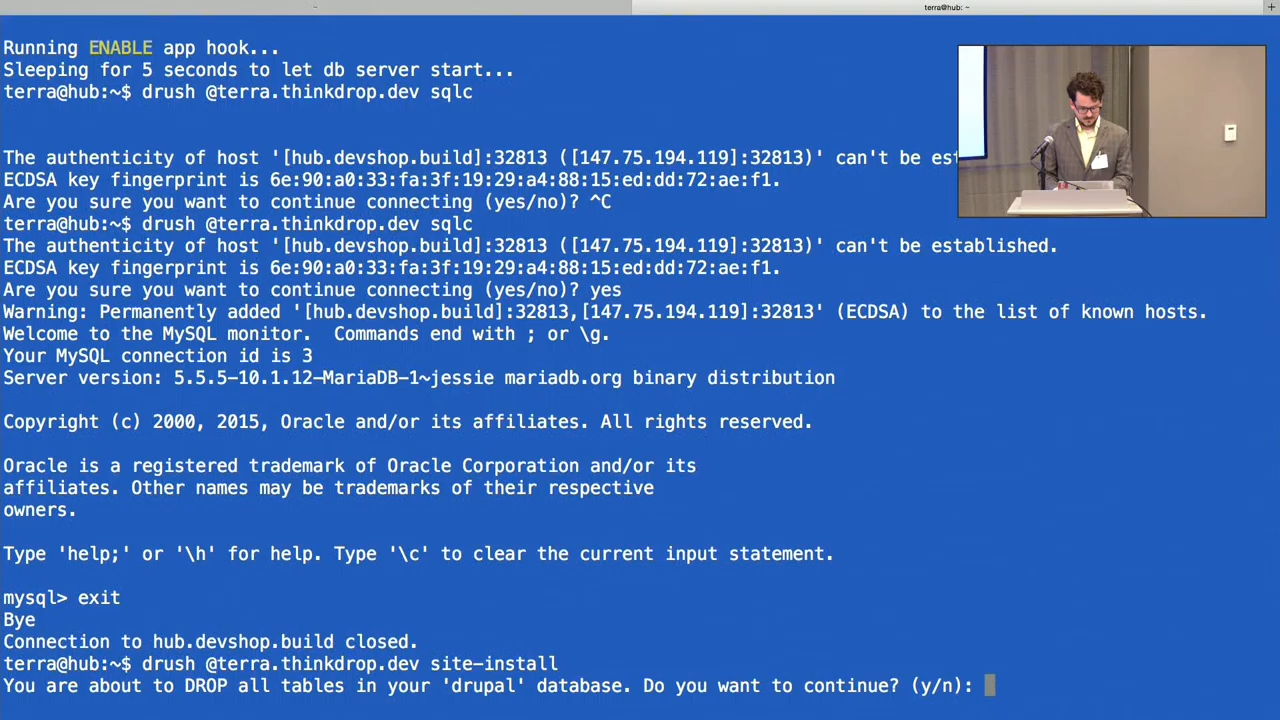 terra@hub: ~
Running ENABLE app hook...
Sleeping for 5 seconds to let db server start...
terra@hub:~$ drush @terra.thinkdrop.dev sqlc
The authenticity of host '[hub.devshop.build]:32813 ([147.75.194.119]:32813)' can't be est
ECDSA key fingerprint is 6e:90:a0:33:fa:3f:19:29:a4:88:15:ed:dd:72:ae:f1.
Are you sure you want to continue connecting (yes/no)? ^C
terra@hub:~$ drush @terra.thinkdrop.dev sqlc
The authenticity of host '[hub.devshop.build]:32813 ([147.75.194.119]:32813)' can't be established.
ECDSA key fingerprint is 6e:90:a0:33:fa:3f:19:29:a4:88:15:ed:dd:72:ae:f1.
Are you sure you want to continue connecting (yes/no)? yes
Warning: Permanently added '[hub.devshop.build]:32813,[147.75.194.119]:32813' (ECDSA) to the list of known hosts.
Welcome to the MySQL monitor.  Commands end with ; or \g.
Your MySQL connection id is 3
Server version: 5.5.5-10.1.12-MariaDB-1~jessie mariadb.org binary distribution
Copyright (c) 2000, 2015, Oracle and/or its affiliates. All rights reserved.
Oracle is a registered trademark of Oracle Corporation and/or its
affiliates. Other names may be trademarks of their respective
owners.
Type 'help;' or '\h' for help. Type '\c' to clear the current input statement.
mysql> exit
Bye
Connection to hub.devshop.build closed.
terra@hub:~$ drush @terra.thinkdrop.dev site-install
You are about to DROP all tables in your 'drupal' database. Do you want to continue? (y/n):